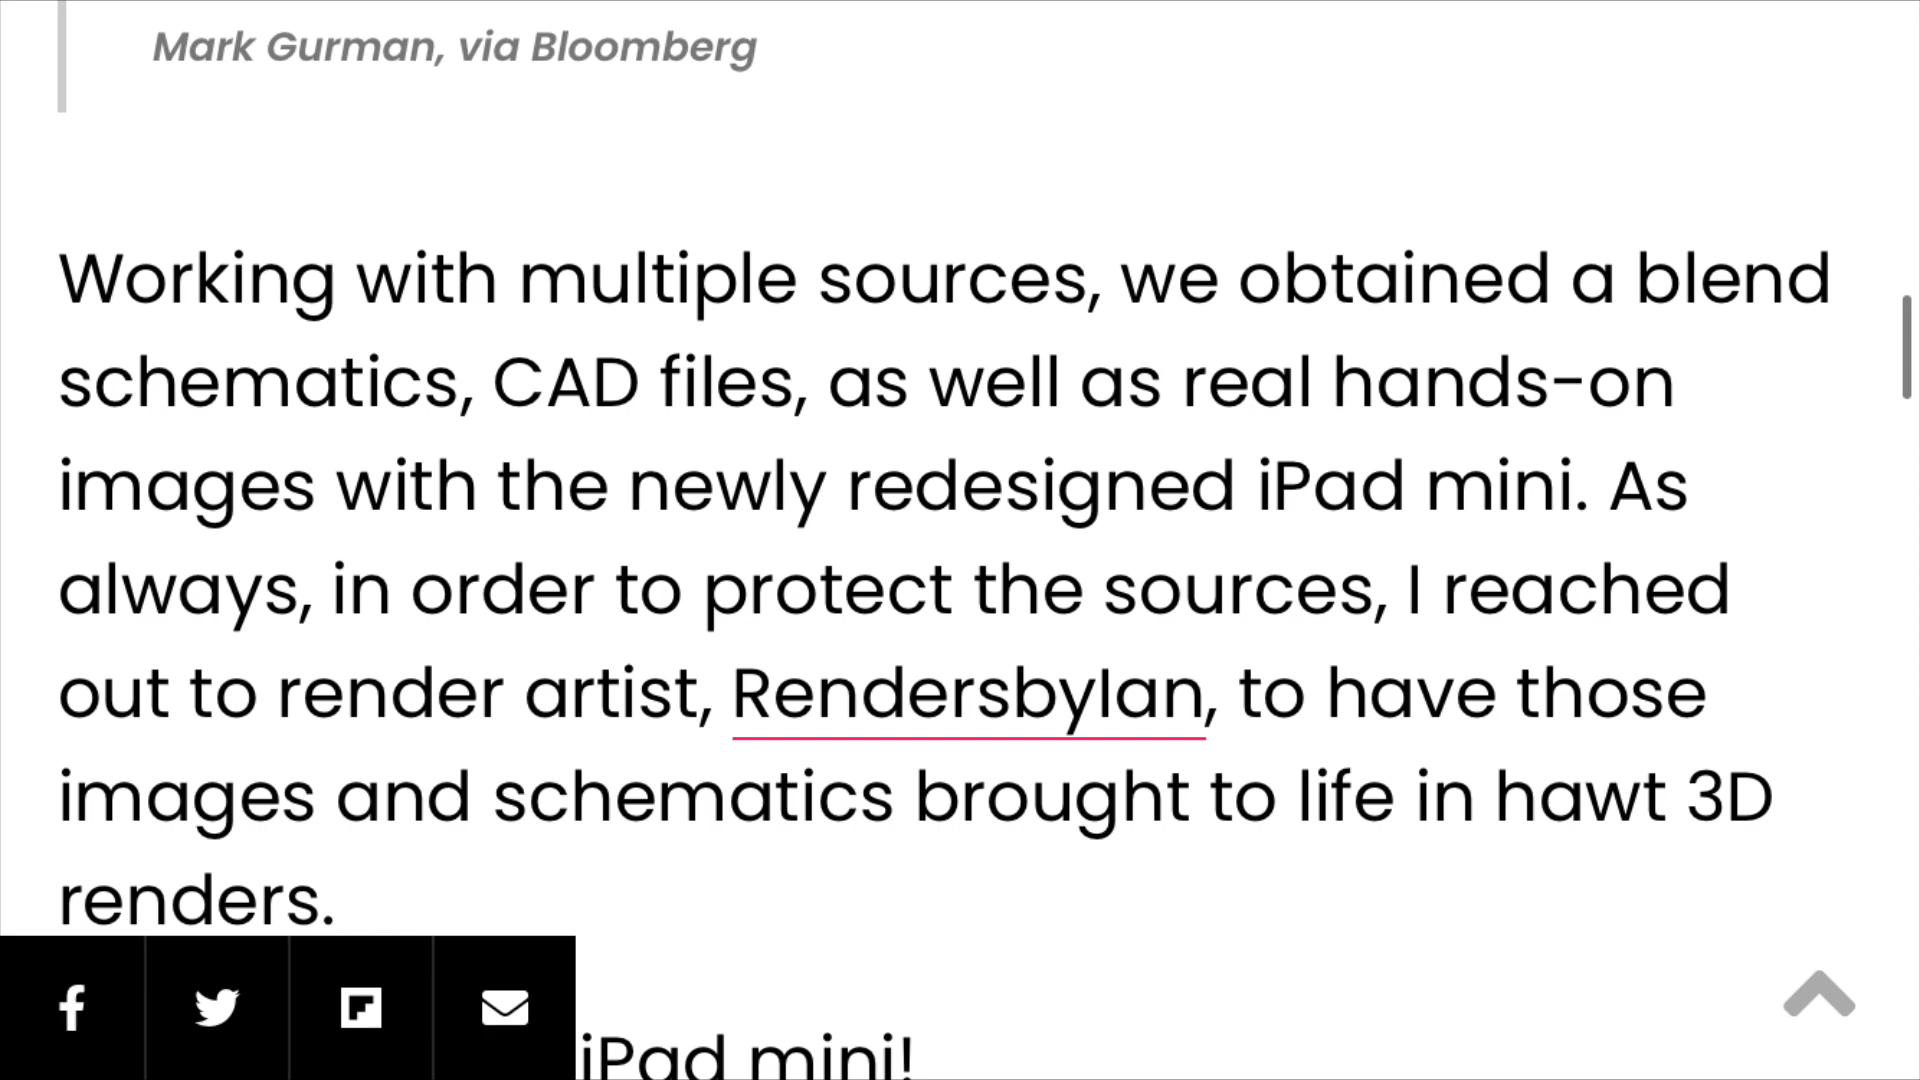 Mark Gurman, via Bloomberg
Working with multiple sources, we obtained a blend
schematics, CAD files, as well as real hands-on
images with the newly redesigned iPad mini. As
always, in order to protect the sources, I reached
out to render artist, RendersbyIan, to have those
images and schematics brought to life in hawt 3D
renders.
iPad mini!